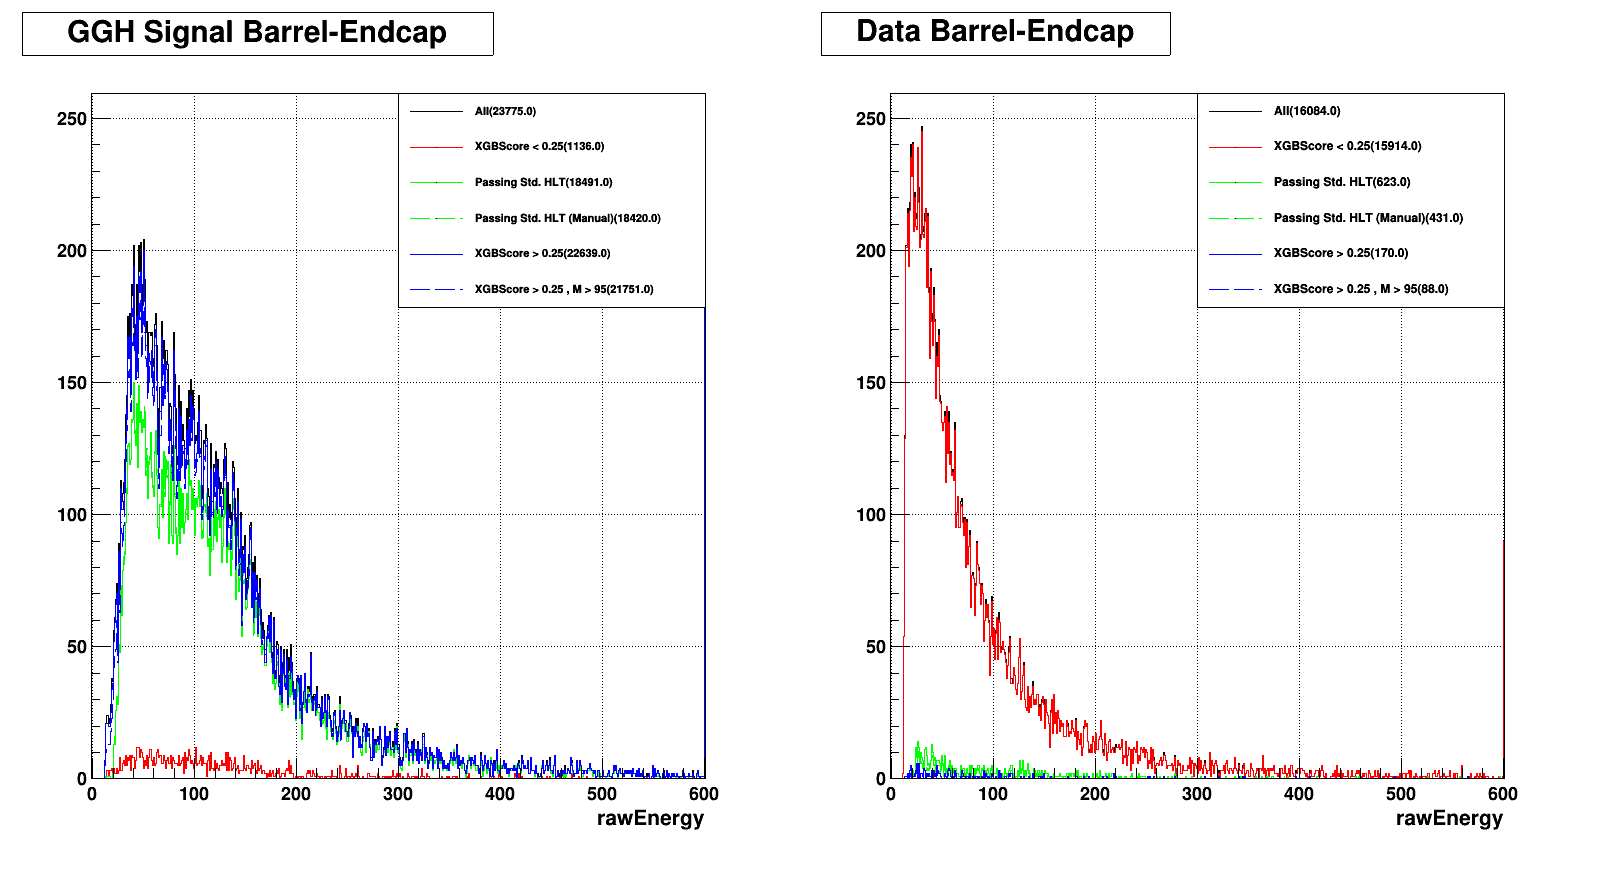 GGH Signal Barrel-Endcap
250
200
150
100
50
0
0 100 200 300 400 500 600
rawEnergy
All(23775.0)
XGBScore < 0.25(1136.0)
Passing Std. HLT(18491.0)
Passing Std. HLT (Manual)(18420.0)
XGBScore > 0.25(22639.0)
XGBScore > 0.25 , M > 95(21751.0)
Data Barrel-Endcap
250
200
150
100
50
0
0 100 200 300 400 500 600
rawEnergy
All(16084.0)
XGBScore < 0.25(15914.0)
Passing Std. HLT(623.0)
Passing Std. HLT (Manual)(431.0)
XGBScore > 0.25(170.0)
XGBScore > 0.25 , M > 95(88.0)